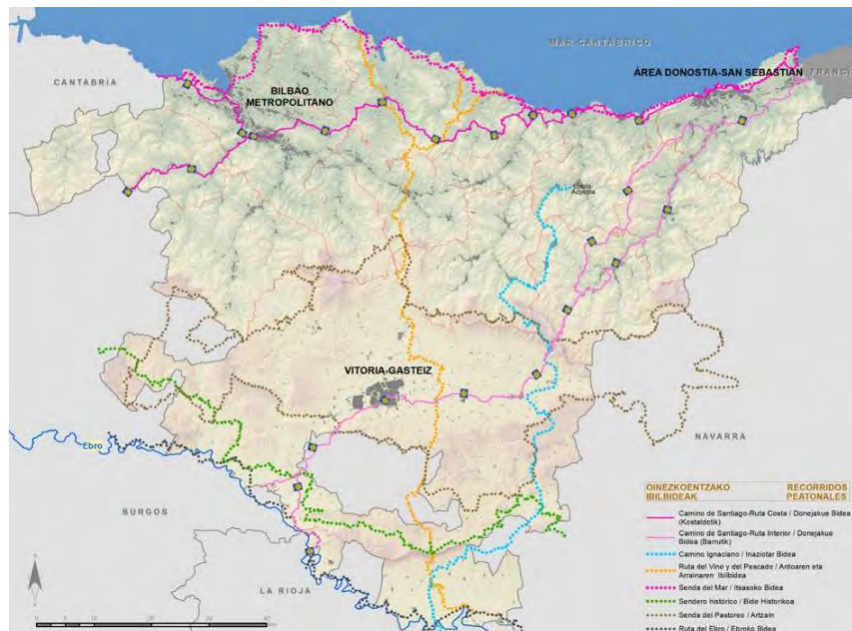 MAR CANTÁBRICO
CANTABRIA
ÁREA DONOSTIA-SAN SEBASTIÁN
FRANCI
BILBAO
METROPOLITANO
VITORIA-GASTEIZ
NAVARRA
Ebro
BURGOS
LA RIOJA
OINEZKOENTZAKO IBILBIDEAK
RECORRIDOS PEATONALES
Camino de Santiago-Ruta Costa / Donejakue Bidea
(Kostaldetik)
Camino de Santiago-Ruta Interior / Donejakue
Bidea (Barrutik)
Camino Ignaciano / Inaziotar Bidea
Ruta del Vino y del Pescado / Ardoaren eta
Arrainaren Ibilbidea
Senda del Mar / Itsasoko Bidea
Sendero histórico / Bide Historikoa
Senda del Pastoreo / Artzain
Ruta del Ebro / Ebroko Bidea